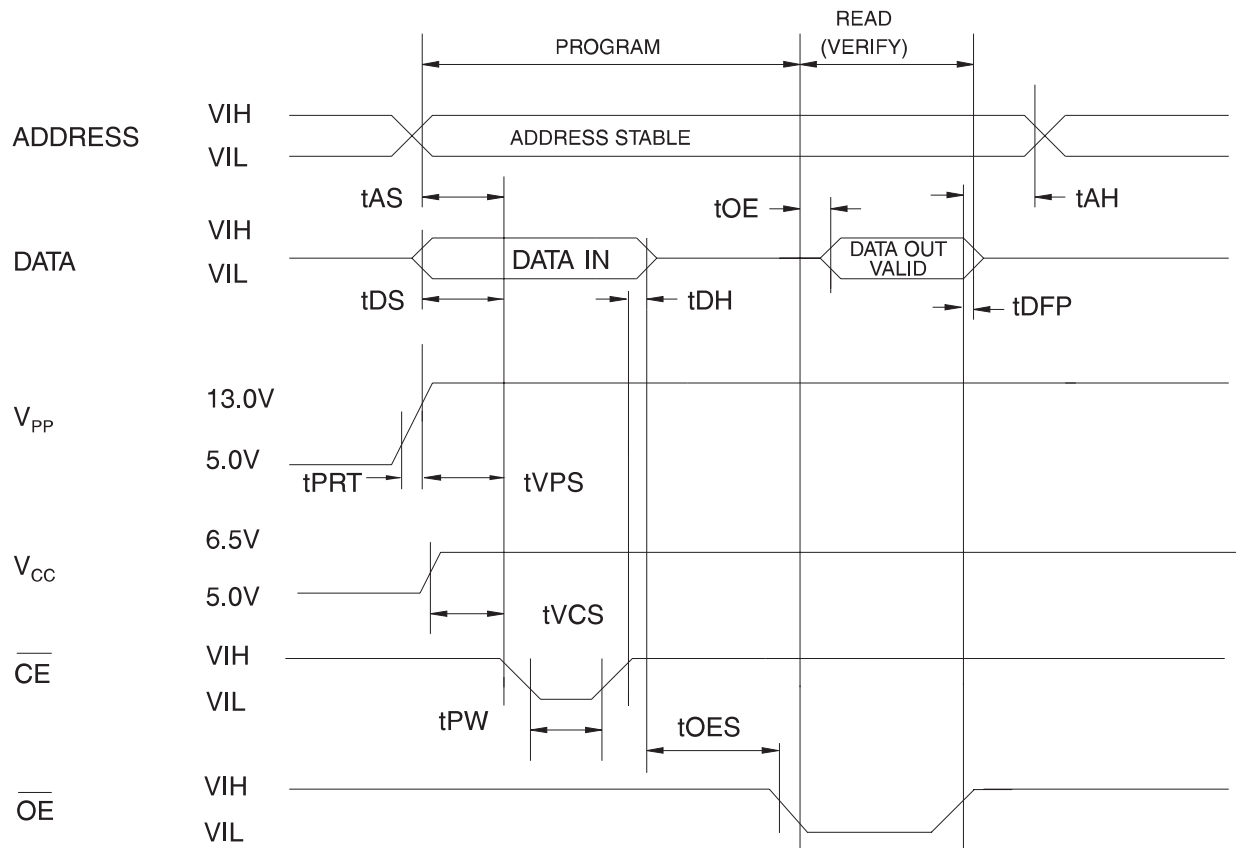 PROGRAM
READ
(VERIFY)
ADDRESS
VIH
VIL
ADDRESS STABLE
tAS
tOE
tAH
DATA
VIH
VIL
DATA IN
DATA OUT
VALID
tDS
tDH
tDFP
VPP
13.0V
5.0V
tPRT
tVPS
VCC
6.5V
5.0V
tVCS
CE
VIH
VIL
tPW
tOES
OE
VIH
VIL